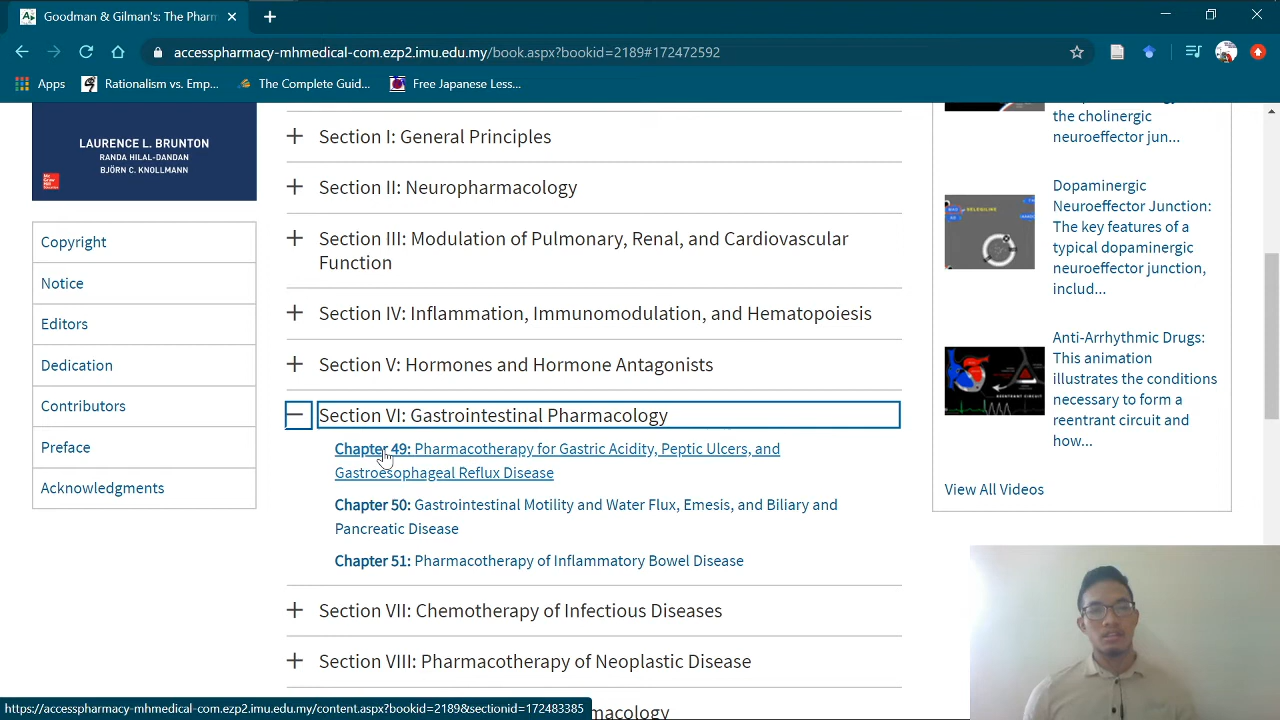 Goodman & Gilman's: The Pharm
accesspharmacy-mhmedical-com.ezp2.imu.edu.my/book.aspx?bookid=2189#172472592
Apps
Rationalism vs. Emp...
The Complete Guid...
Free Japanese Less...
LAURENCE L. BRUNTON
RANDA HILAL-DANDAN
BJÖRN C. KNOLLMANN
Mc
Graw
Hill
Education
Copyright
Notice
Editors
Dedication
Contributors
Preface
Acknowledgments
Section I: General Principles
Section II: Neuropharmacology
Section III: Modulation of Pulmonary, Renal, and Cardiovascular
Function
Section IV: Inflammation, Immunomodulation, and Hematopoiesis
Section V: Hormones and Hormone Antagonists
Section VI: Gastrointestinal Pharmacology
Chapter 49: Pharmacotherapy for Gastric Acidity, Peptic Ulcers, and
Gastroesophageal Reflux Disease
Chapter 50: Gastrointestinal Motility and Water Flux, Emesis, and Biliary and
Pancreatic Disease
Chapter 51: Pharmacotherapy of Inflammatory Bowel Disease
Section VII: Chemotherapy of Infectious Diseases
Section VIII: Pharmacotherapy of Neoplastic Disease
macology
the cholinergic
neuroeffector jun...
SELEGILINE
Dopaminergic
Neuroeffector Junction:
The key features of a
typical dopaminergic
neuroeffector junction,
includ...
REENTRANT CIRCUIT
Anti-Arrhythmic Drugs:
This animation
illustrates the conditions
necessary to form a
reentrant circuit and
how...
View All Videos
https://accesspharmacy-mhmedical-com.ezp2.imu.edu.my/content.aspx?bookid=2189&sectionid=172483385